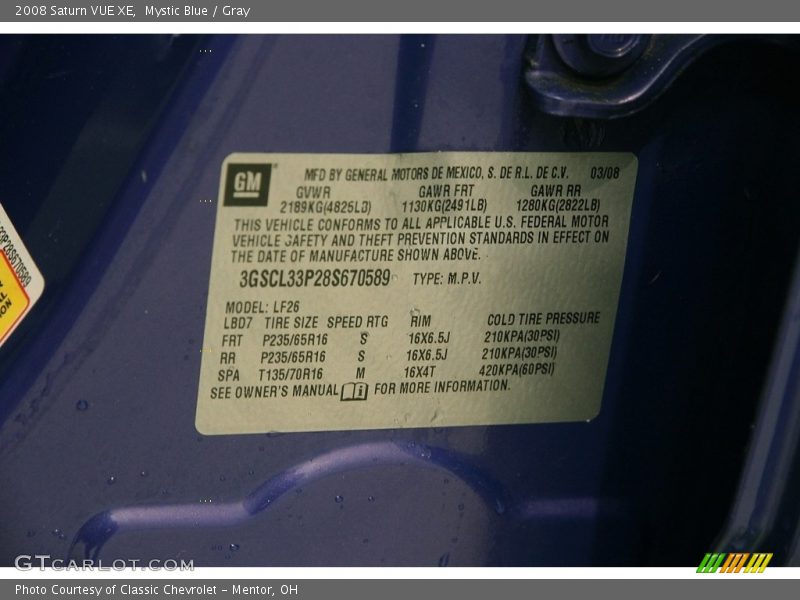 2008 Saturn VUE XE,  Mystic Blue / Gray
GM
MFD BY GENERAL MOTORS DE MEXICO, S. DE R.L. DE C.V. 03/08
GVWR GAWR FRT GAWR RR
2189KG(4825LB) 1130KG(2491LB) 1280KG(2822LB)
THIS VEHICLE CONFORMS TO ALL APPLICABLE U.S. FEDERAL MOTOR
VEHICLE SAFETY AND THEFT PREVENTION STANDARDS IN EFFECT ON
THE DATE OF MANUFACTURE SHOWN ABOVE.
3GSCL33P28S670589 TYPE: M.P.V.
MODEL: LF26
LBD7 TIRE SIZE SPEED RTG RIM COLD TIRE PRESSURE
FRT P235/65R16 S 16X6.5J 210KPA(30PSI)
RR P235/65R16 S 16X6.5J 210KPA(30PSI)
SPA T135/70R16 M 16X4T 420KPA(60PSI)
SEE OWNER'S MANUAL FOR MORE INFORMATION.
33P28S670589
GTCARLOT.COM
Photo Courtesy of Classic Chevrolet - Mentor, OH